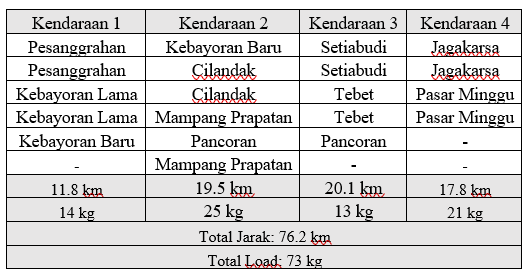 Kendaraan 1 Kendaraan 2 Kendaraan 3 Kendaraan 4
Pesanggrahan Kebayoran Baru Setiabudi Jagakarsa
Pesanggrahan Cilandak Setiabudi Jagakarsa
Kebayoran Lama Cilandak Tebet Pasar Minggu
Kebayoran Lama Mampang Prapatan Tebet Pasar Minggu
Kebayoran Baru Pancoran Pancoran -
- Mampang Prapatan - -
11.8 km 19.5 km 20.1 km 17.8 km
14 kg 25 kg 13 kg 21 kg
Total Jarak: 76.2 km
Total Load: 73 kg